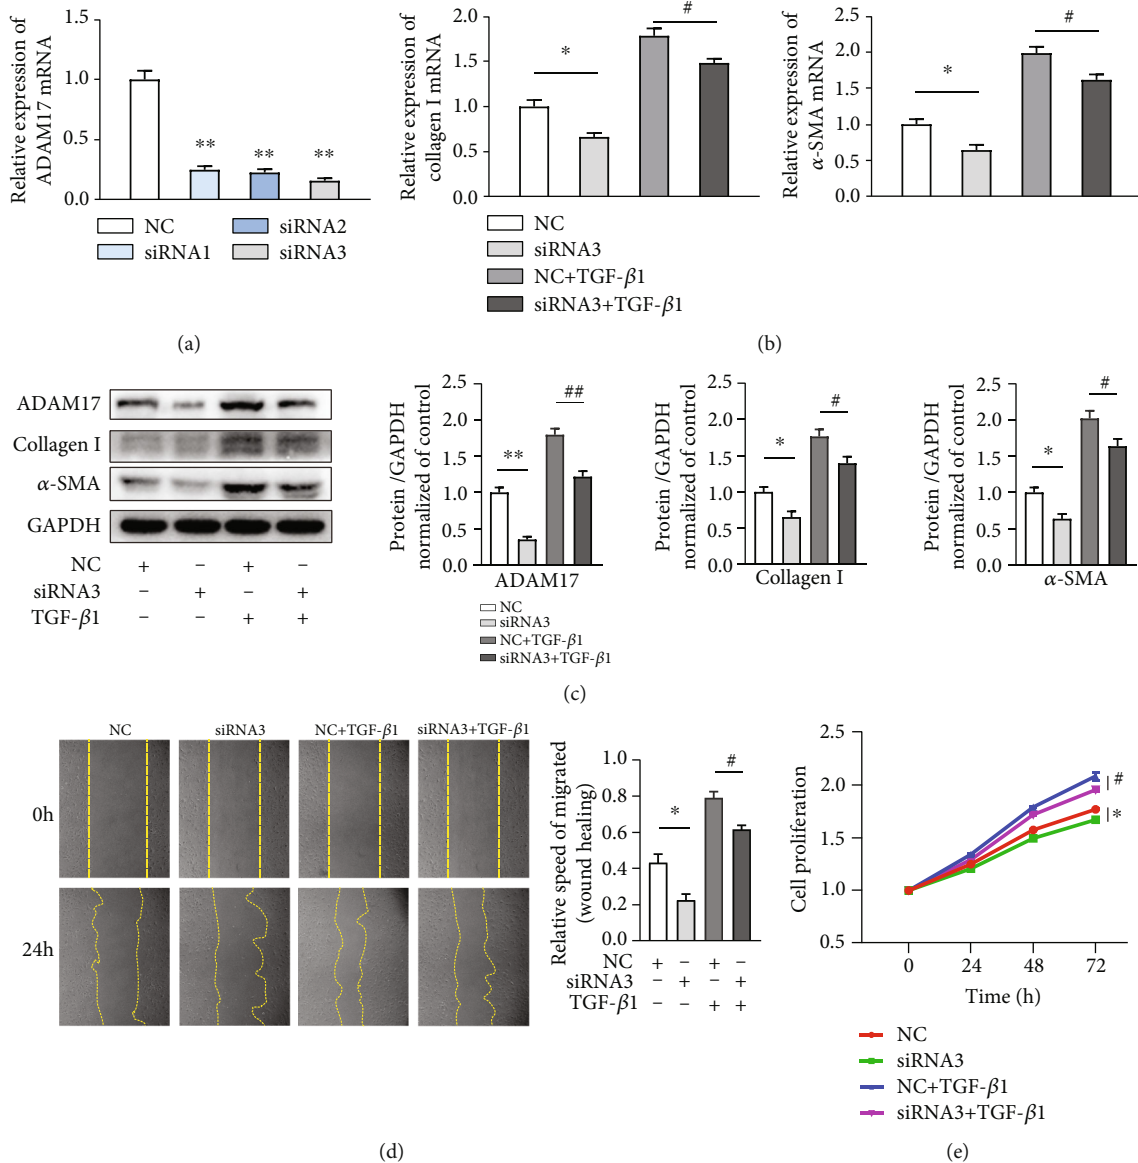 Relative expression of
ADAM17 mRNA
1.5
1.0
0.5
0.0
**
**
**
NC
siRNA1
siRNA2
siRNA3
(a)
Relative expression of
collagen I mRNA
2.0
1.5
1.0
0.5
0.0
*
#
NC
siRNA3
NC+TGF-β1
siRNA3+TGF-β1
Relative expression of
α-SMA mRNA
2.5
2.0
1.5
1.0
0.5
0.0
*
#
(b)
ADAM17
Collagen I
α-SMA
GAPDH
NC + − + −
siRNA3 − + − +
TGF-β1 − − + +
Protein /GAPDH
normalized of control
2.5
2.0
1.5
1.0
0.5
0.0
**
##
ADAM17
NC
siRNA3
NC+TGF-β1
siRNA3+TGF-β1
Protein /GAPDH
normalized of control
2.5
2.0
1.5
1.0
0.5
0.0
*
#
Collagen I
Protein /GAPDH
normalized of control
2.5
2.0
1.5
1.0
0.5
0.0
*
#
α-SMA
(c)
NC siRNA3 NC+TGF-β1 siRNA3+TGF-β1
0h
24h
Relative speed of migrated
(wound healing)
1.0
0.8
0.6
0.4
0.2
0.0
*
#
NC + − + −
siRNA3 − + − +
TGF-β1 − − + +
(d)
Cell proliferation
2.5
2.0
1.5
1.0
0.5
#
*
0 24 48 72
Time (h)
NC
siRNA3
NC+TGF-β1
siRNA3+TGF-β1
(e)